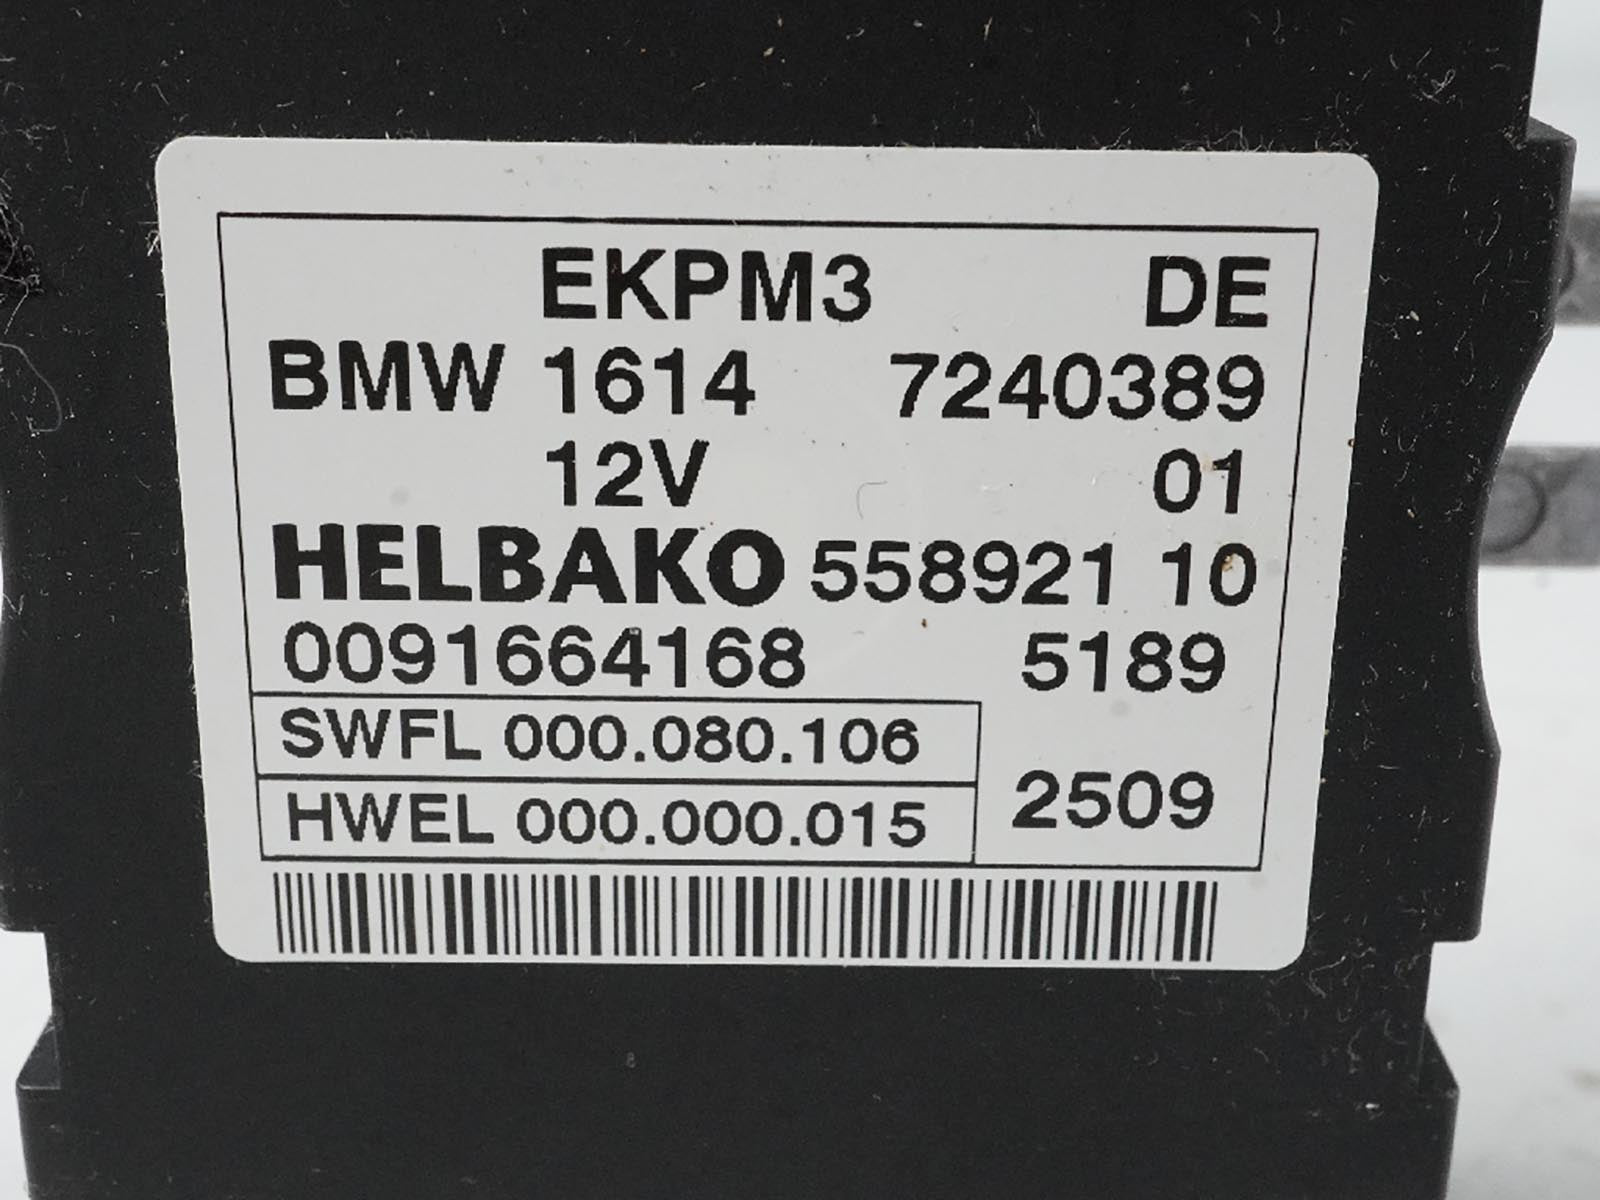 EKPM3 DE
BMW 1614 7240389
12V 01
HELBAKO 558921 10
0091664168 5189
SWFL 000.080.106
HWEL 000.000.015
2509